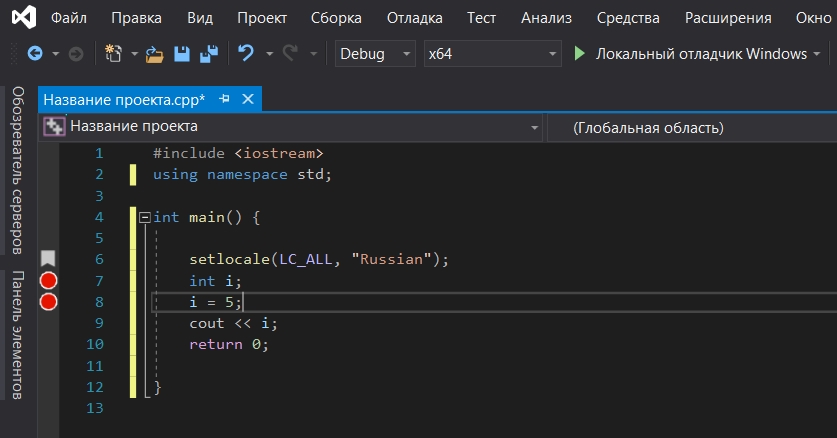 Файл Правка Вид Проект Сборка Отладка Тест Анализ Средства Расширения Окно
Debug x64 Локальный отладчик Windows
Обозреватель серверов
Панель элементов
Название проекта.cpp*
Название проекта (Глобальная область)
1 #include <iostream>
2 using namespace std;
3
4 int main() {
5
6 setlocale(LC_ALL, "Russian");
7 int i;
8 i = 5;
9 cout << i;
10 return 0;
11
12 }
13